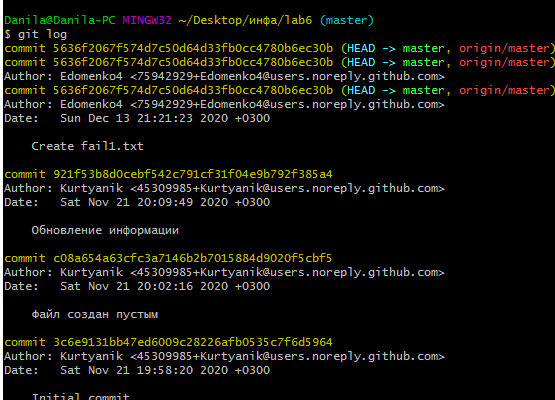 Danila@Danila-PC MINGW32 ~/Desktop/инфа/lab6 (master)
$ git log
commit 5636f2067f574d7c50d64d33fb0cc4780b6ec30b (HEAD -> master, origin/master)
commit 5636f2067f574d7c50d64d33fb0cc4780b6ec30b (HEAD -> master, origin/master)
Author: Edomenko4 <75942929+Edomenko4@users.noreply.github.com>
commit 5636f2067f574d7c50d64d33fb0cc4780b6ec30b (HEAD -> master, origin/master)
Author: Edomenko4 <75942929+Edomenko4@users.noreply.github.com>
Date:   Sun Dec 13 21:21:23 2020 +0300
Create fail1.txt
commit 921f53b8d0cebf542c791cf31f04e9b792f385a4
Author: Kurtyanik <45309985+Kurtyanik@users.noreply.github.com>
Date:   Sat Nov 21 20:09:49 2020 +0300
Обновление информации
commit c08a654a63cfc3a7146b2b7015884d9020f5cbf5
Author: Kurtyanik <45309985+Kurtyanik@users.noreply.github.com>
Date:   Sat Nov 21 20:02:16 2020 +0300
Файл создан пустым
commit 3c6e9131bb47ed6009c28226afb0535c7f6d5964
Author: Kurtyanik <45309985+Kurtyanik@users.noreply.github.com>
Date:   Sat Nov 21 19:58:20 2020 +0300
Initial commit